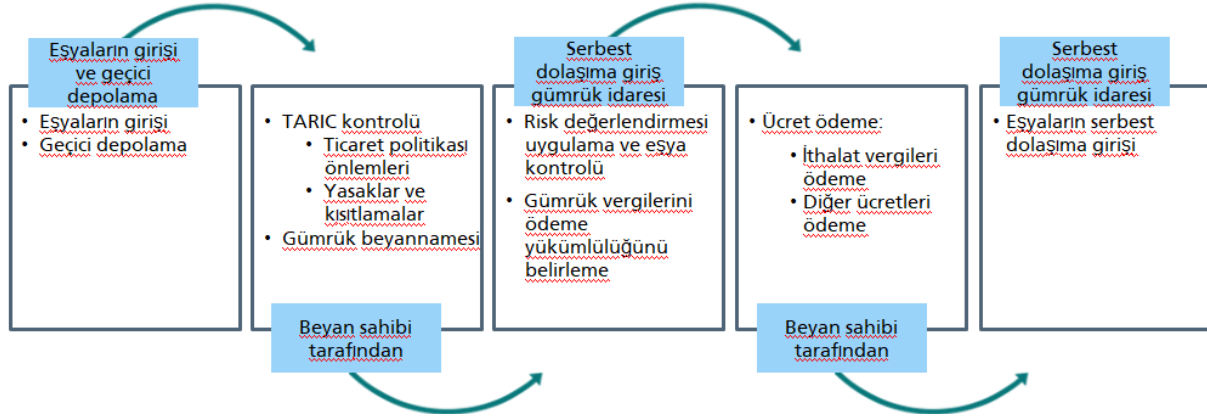 Eşyaların girişi
ve geçici
depolama
• Eşyaların girişi
• Geçici depolama
• TARIC kontrolü
• Ticaret politikası
önlemleri
• Yasaklar ve
kısıtlamalar
• Gümrük beyannamesi
Beyan sahibi
tarafından
Serbest
dolaşıma giriş
gümrük idaresi
• Risk değerlendirmesi
uygulama ve eşya
kontrolü
• Gümrük vergilerini
ödeme
yükümlülüğünü
belirleme
• Ücret ödeme:
• İthalat vergileri
ödeme
• Diğer ücretleri
ödeme
Beyan sahibi
tarafından
Serbest
dolaşıma giriş
gümrük idaresi
• Eşyaların serbest
dolaşıma girişi